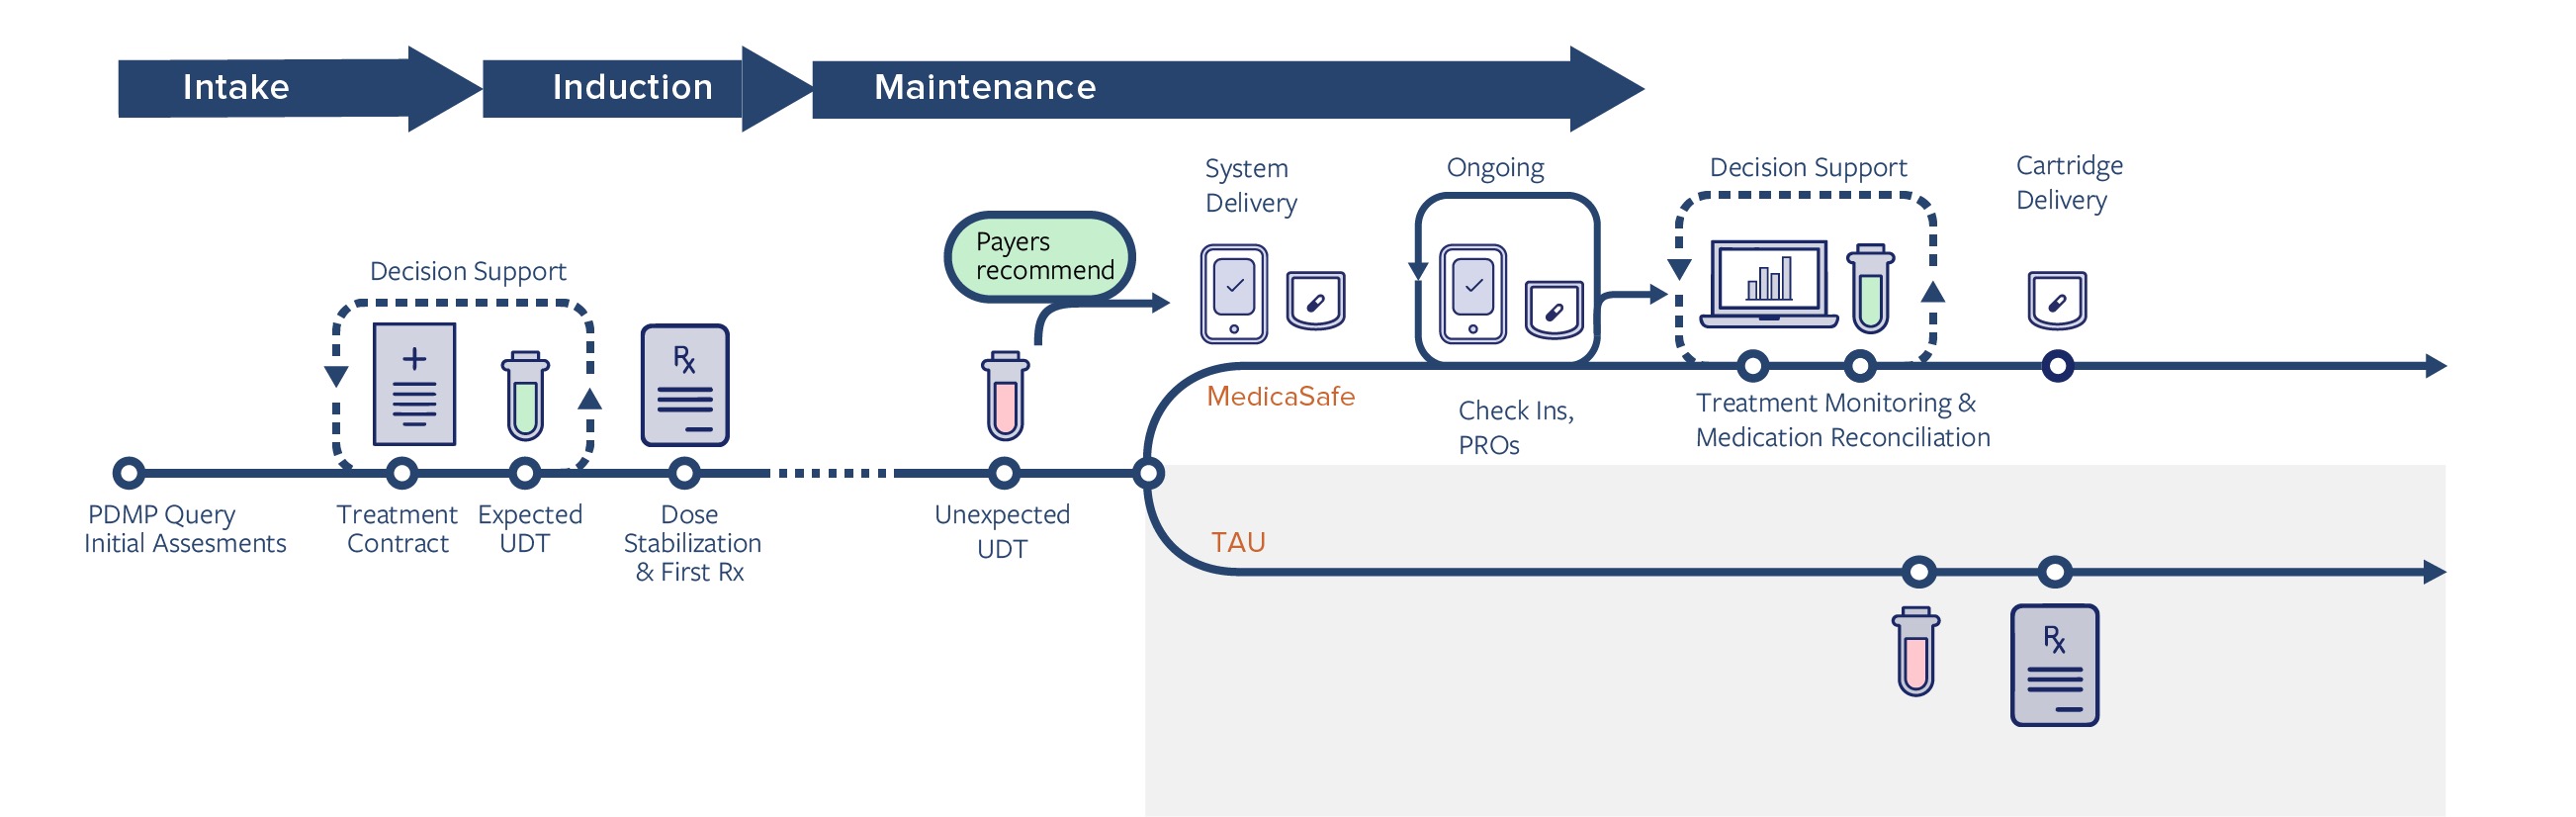 Intake
Induction
Maintenance
System
Delivery
Ongoing
Decision Support
Cartridge
Delivery
Payers
recommend
Decision Support
Rx
MedicaSafe
Check Ins,
PROs
Treatment Monitoring &
Medication Reconciliation
PDMP Query
Initial Assesments
Treatment
Contract
Expected
UDT
Dose
Stabilization
& First Rx
Unexpected
UDT
TAU
Rx